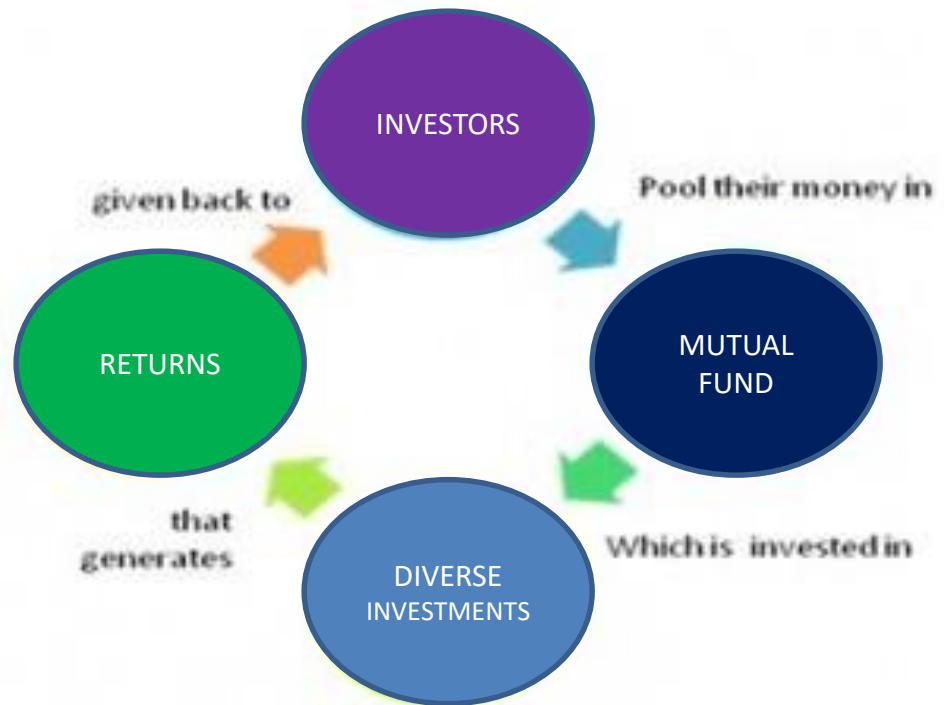 INVESTORS
Pool their money in
MUTUAL
FUND
Which is invested in
DIVERSE
INVESTMENTS
that
generates
RETURNS
given back to